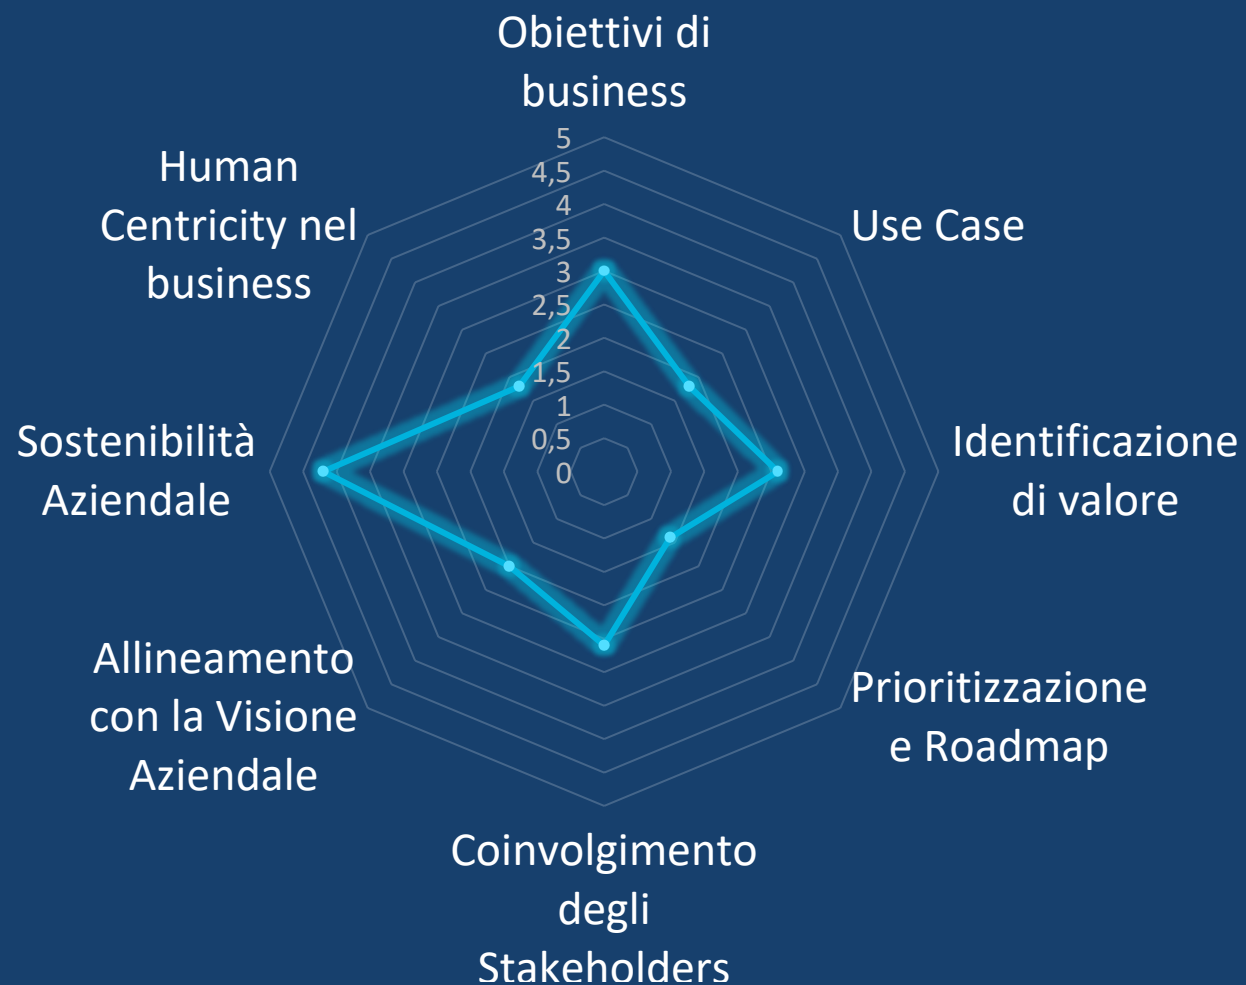 Obiettivi di
business
Human
Centricity nel
business
Use Case
5
4,5
4
3,5
3
2,5
2
1,5
1
0,5
0
Sostenibilità
Aziendale
Identificazione
di valore
Allineamento
con la Visione
Aziendale
Prioritizzazione
e Roadmap
Coinvolgimento
degli
Stakeholders